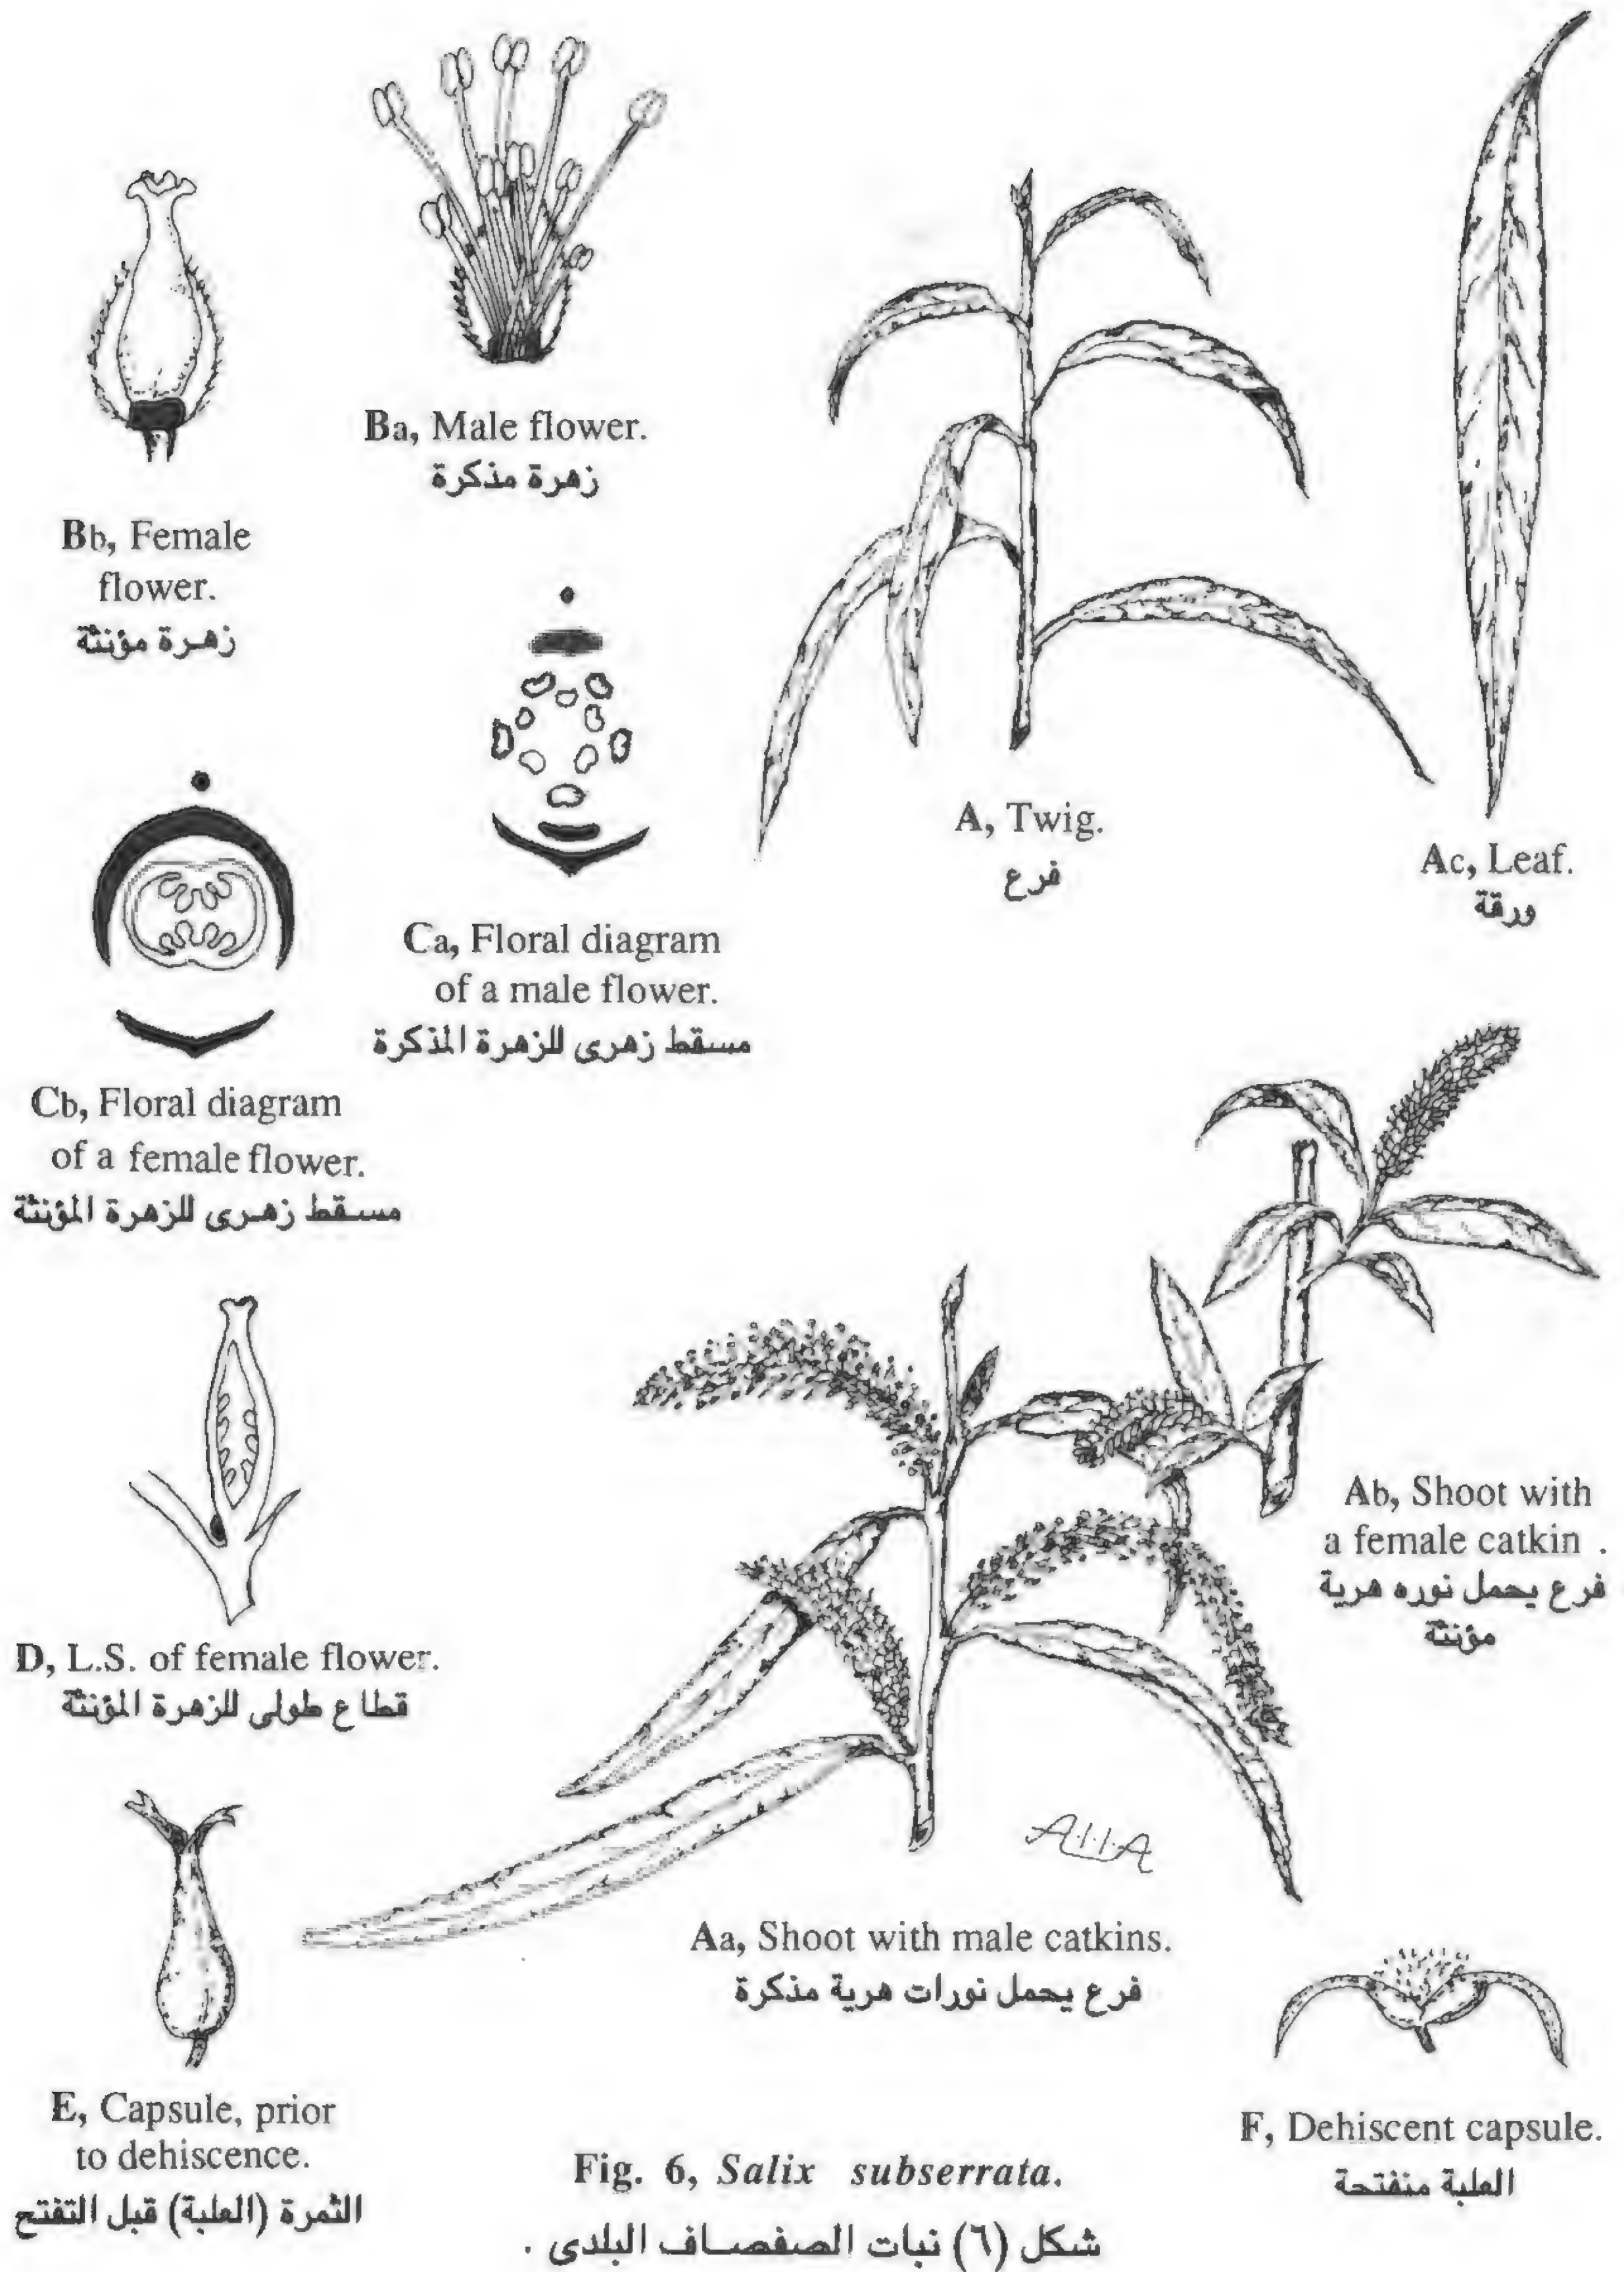 Ba, Male flower.
زهرة مذكرة
Bb, Female
flower.
زهرة مؤنثة
A, Twig.
فرع
Ac, Leaf.
ورقة
Ca, Floral diagram
of a male flower.
مسقط زهرى للزهرة المذكرة
Cb, Floral diagram
of a female flower.
مسقط زهرى للزهرة المؤنثة
Ab, Shoot with
a female catkin .
فرع يحمل نوره هرية
مؤنثة
D, L.S. of female flower.
قطاع طولى للزهرة المؤنثة
Aa, Shoot with male catkins.
فرع يحمل نورات هرية مذكرة
E, Capsule, prior
to dehiscence.
الثمرة (العلبة) قبل التفتح
F, Dehiscent capsule.
العلبة منفتحة
Fig. 6, Salix subserrata.
شكل (٦) نبات الصفصاف البلدى .